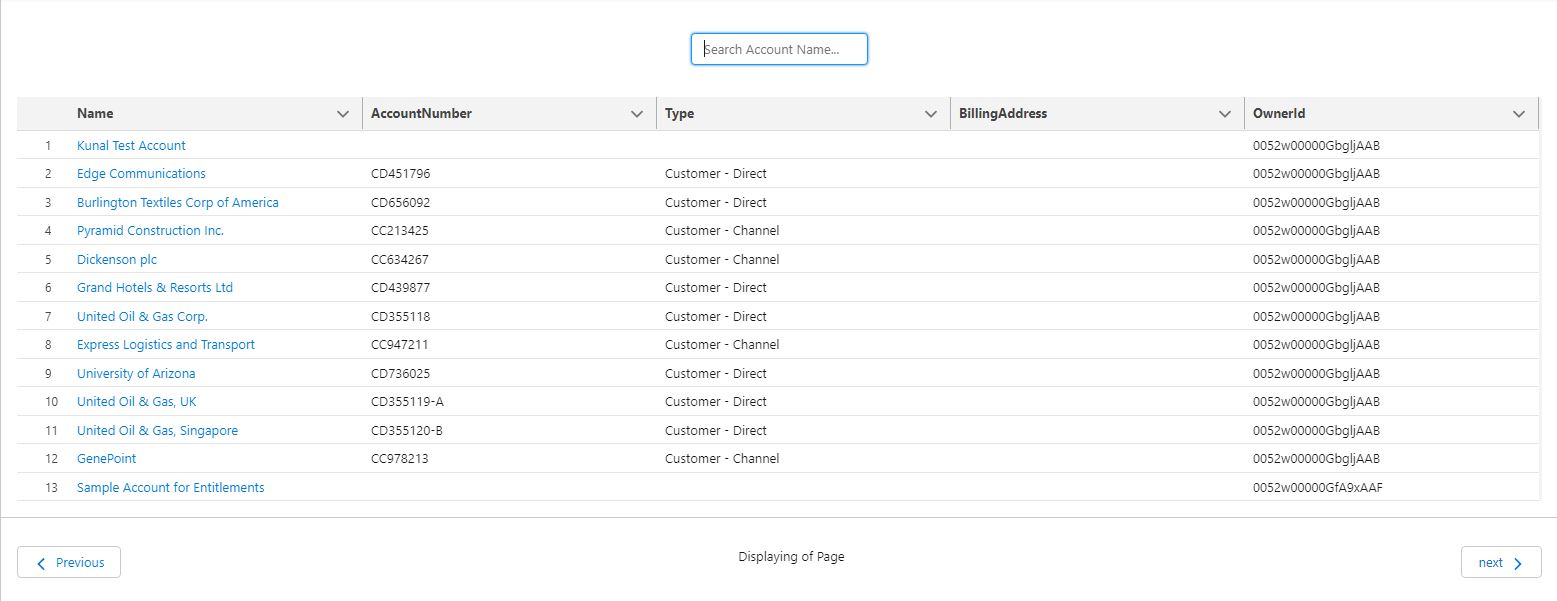 Search Account Name...
Name AccountNumber Type BillingAddress OwnerId
1 Kunal Test Account 0052w00000GbgljAAB
2 Edge Communications CD451796 Customer - Direct 0052w00000GbgljAAB
3 Burlington Textiles Corp of America CD656092 Customer - Direct 0052w00000GbgljAAB
4 Pyramid Construction Inc. CC213425 Customer - Channel 0052w00000GbgljAAB
5 Dickenson plc CC634267 Customer - Channel 0052w00000GbgljAAB
6 Grand Hotels & Resorts Ltd CD439877 Customer - Direct 0052w00000GbgljAAB
7 United Oil & Gas Corp. CD355118 Customer - Direct 0052w00000GbgljAAB
8 Express Logistics and Transport CC947211 Customer - Channel 0052w00000GbgljAAB
9 University of Arizona CD736025 Customer - Direct 0052w00000GbgljAAB
10 United Oil & Gas, UK CD355119-A Customer - Direct 0052w00000GbgljAAB
11 United Oil & Gas, Singapore CD355120-B Customer - Direct 0052w00000GbgljAAB
12 GenePoint CC978213 Customer - Channel 0052w00000GbgljAAB
13 Sample Account for Entitlements 0052w00000GfA9xAAF
Previous Displaying of Page next